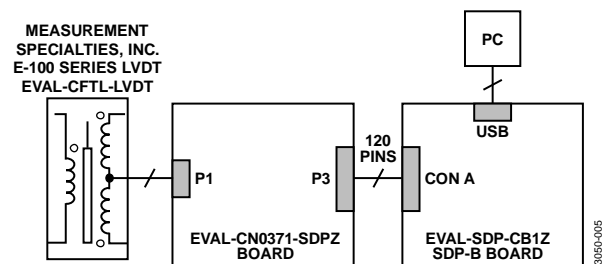 MEASUREMENT
SPECIALTIES, INC.
E-100 SERIES LVDT
EVAL-CFTL-LVDT
PC
USB
120
PINS
P1
P3
CON A
EVAL-CN0371-SDPZ
BOARD
EVAL-SDP-CB1Z
SDP-B BOARD
3050-005